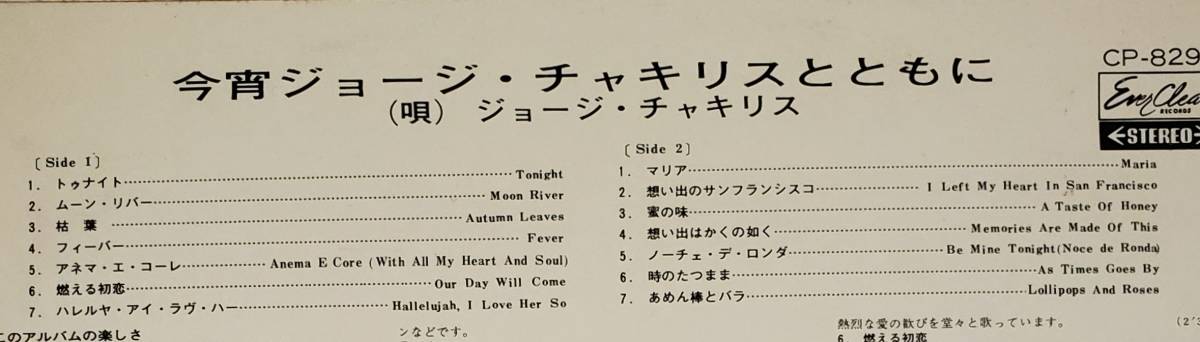 今宵ジョージ・チャキリスとともに
(唄) ジョージ・チャキリス
CP-829
Ever Clea
RECORDS
STEREO
〔Side 1〕
1. トゥナイト Tonight
2. ムーン・リバー Moon River
3. 枯葉 Autumn Leaves
4. フィーバー Fever
5. アネマ・エ・コーレ Anema E Core (With All My Heart And Soul)
6. 燃える初恋 Our Day Will Come
7. ハレルヤ・アイ・ラヴ・ハー Hallelujah, I Love Her So
〔Side 2〕
1. マリア Maria
2. 想い出のサンフランシスコ I Left My Heart In San Francisco
3. 蜜の味 A Taste Of Honey
4. 想い出はかくの如く Memories Are Made Of This
5. ノーチェ・デ・ロンダ Be Mine Tonight (Noce de Ronda)
6. 時のたつまま As Times Goes By
7. あめん棒とバラ Lollipops And Roses
このアルバムの楽しさ
ンなどです。
熱烈な愛の歓びを堂々と歌っています。
6. 燃える初恋